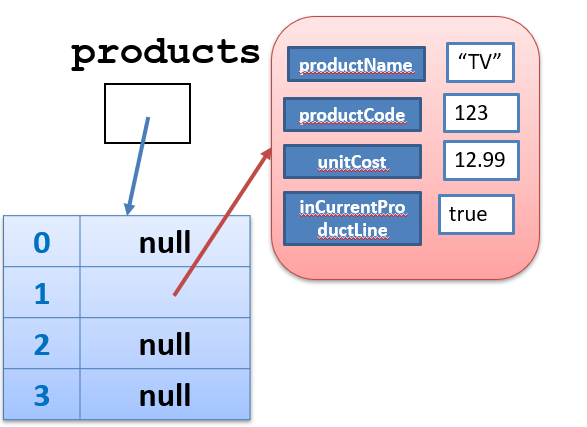 products
productName “TV”
productCode 123
unitCost 12.99
inCurrentPro
ductLine true
0 null
1
2 null
3 null